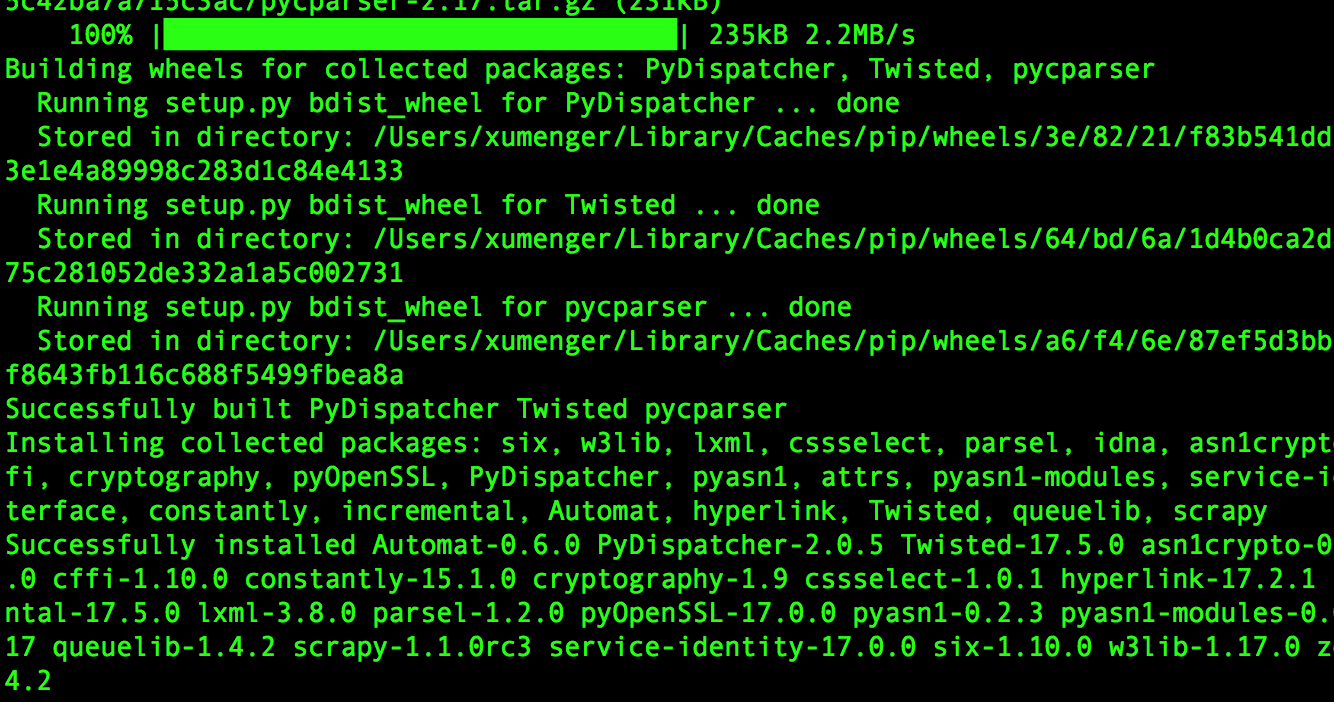 5c42ba7a715c3ac7/pycparser-2.17.tar.gz (231kB)
100% |████████████████████████████████| 235kB 2.2MB/s
Building wheels for collected packages: PyDispatcher, Twisted, pycparser
Running setup.py bdist_wheel for PyDispatcher ... done
Stored in directory: /Users/xumenger/Library/Caches/pip/wheels/3e/82/21/f83b541dd
3e1e4a89998c283d1c84e4133
Running setup.py bdist_wheel for Twisted ... done
Stored in directory: /Users/xumenger/Library/Caches/pip/wheels/64/bd/6a/1d4b0ca2d
75c281052de332a1a5c002731
Running setup.py bdist_wheel for pycparser ... done
Stored in directory: /Users/xumenger/Library/Caches/pip/wheels/a6/f4/6e/87ef5d3bb
f8643fb116c688f5499fbea8a
Successfully built PyDispatcher Twisted pycparser
Installing collected packages: six, w3lib, lxml, cssselect, parsel, idna, asn1crypto
fi, cryptography, pyOpenSSL, PyDispatcher, pyasn1, attrs, pyasn1-modules, service-i
terface, constantly, incremental, Automat, hyperlink, Twisted, queuelib, scrapy
Successfully installed Automat-0.6.0 PyDispatcher-2.0.5 Twisted-17.5.0 asn1crypto-0
.0 cffi-1.10.0 constantly-15.1.0 cryptography-1.9 cssselect-1.0.1 hyperlink-17.2.1
ntal-17.5.0 lxml-3.8.0 parsel-1.2.0 pyOpenSSL-17.0.0 pyasn1-0.2.3 pyasn1-modules-0.
17 queuelib-1.4.2 scrapy-1.1.0rc3 service-identity-17.0.0 six-1.10.0 w3lib-1.17.0 z
4.2